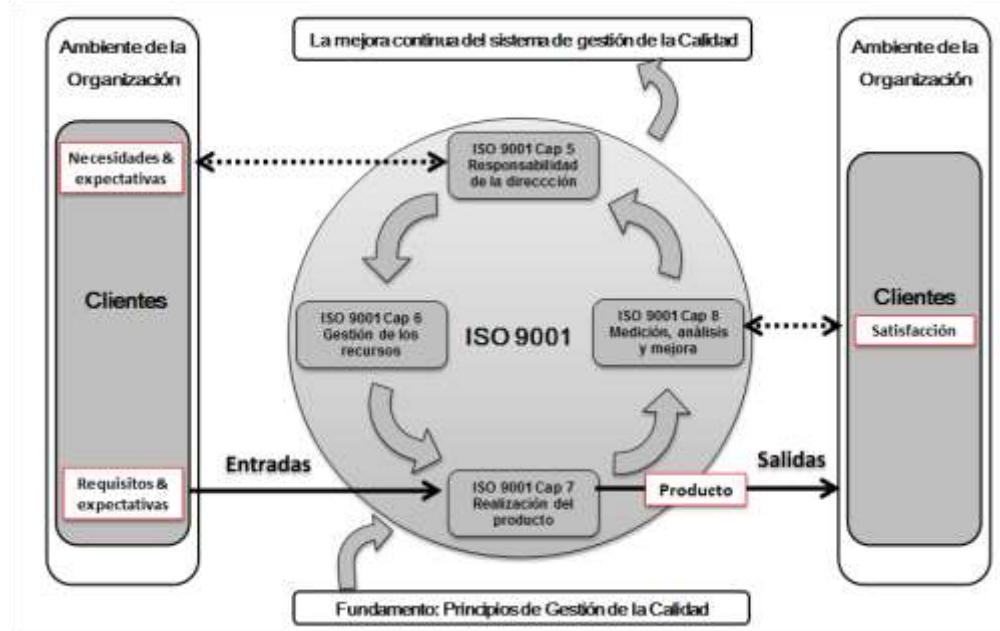 La mejora continua del sistema de gestión de la Calidad
Ambiente de la
Organización
Necesidades &
expectativas
Clientes
Requisitos &
expectativas
Entradas
ISO 9001 Cap 5
Responsabilidad
de la direccción
ISO 9001 Cap 6
Gestión de los
recursos
ISO 9001
ISO 9001 Cap 8
Medición, análisis
y mejora
ISO 9001 Cap 7
Realización del
producto
Producto
Salidas
Ambiente de la
Organización
Clientes
Satisfacción
Fundamento: Principios de Gestión de la Calidad